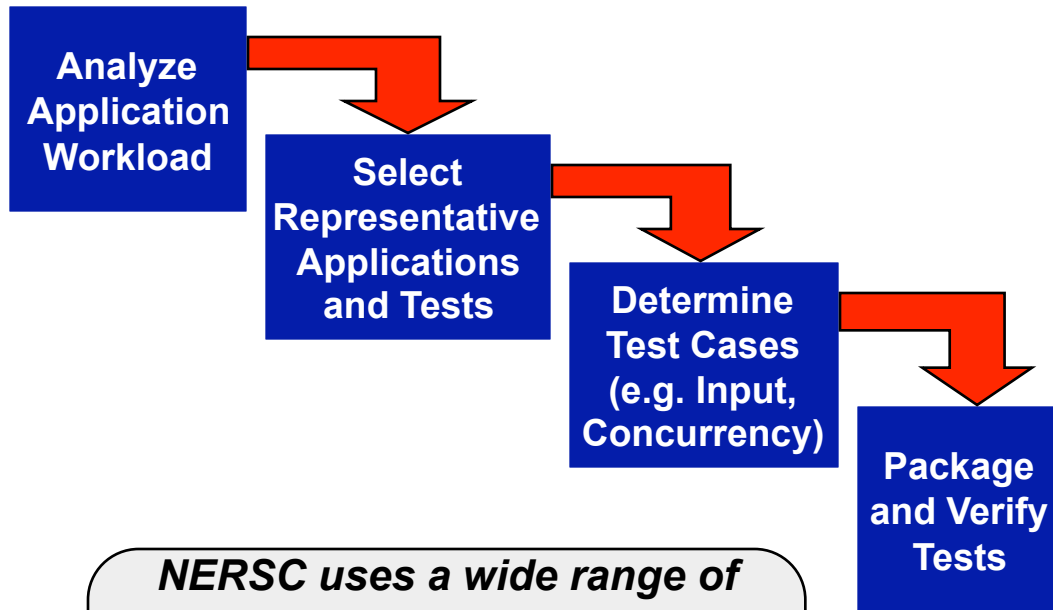 Analyze
Application
Workload
Select
Representative
Applications
and Tests
Determine
Test Cases
(e.g. Input,
Concurrency)
Package
and Verify
Tests
NERSC uses a wide range of